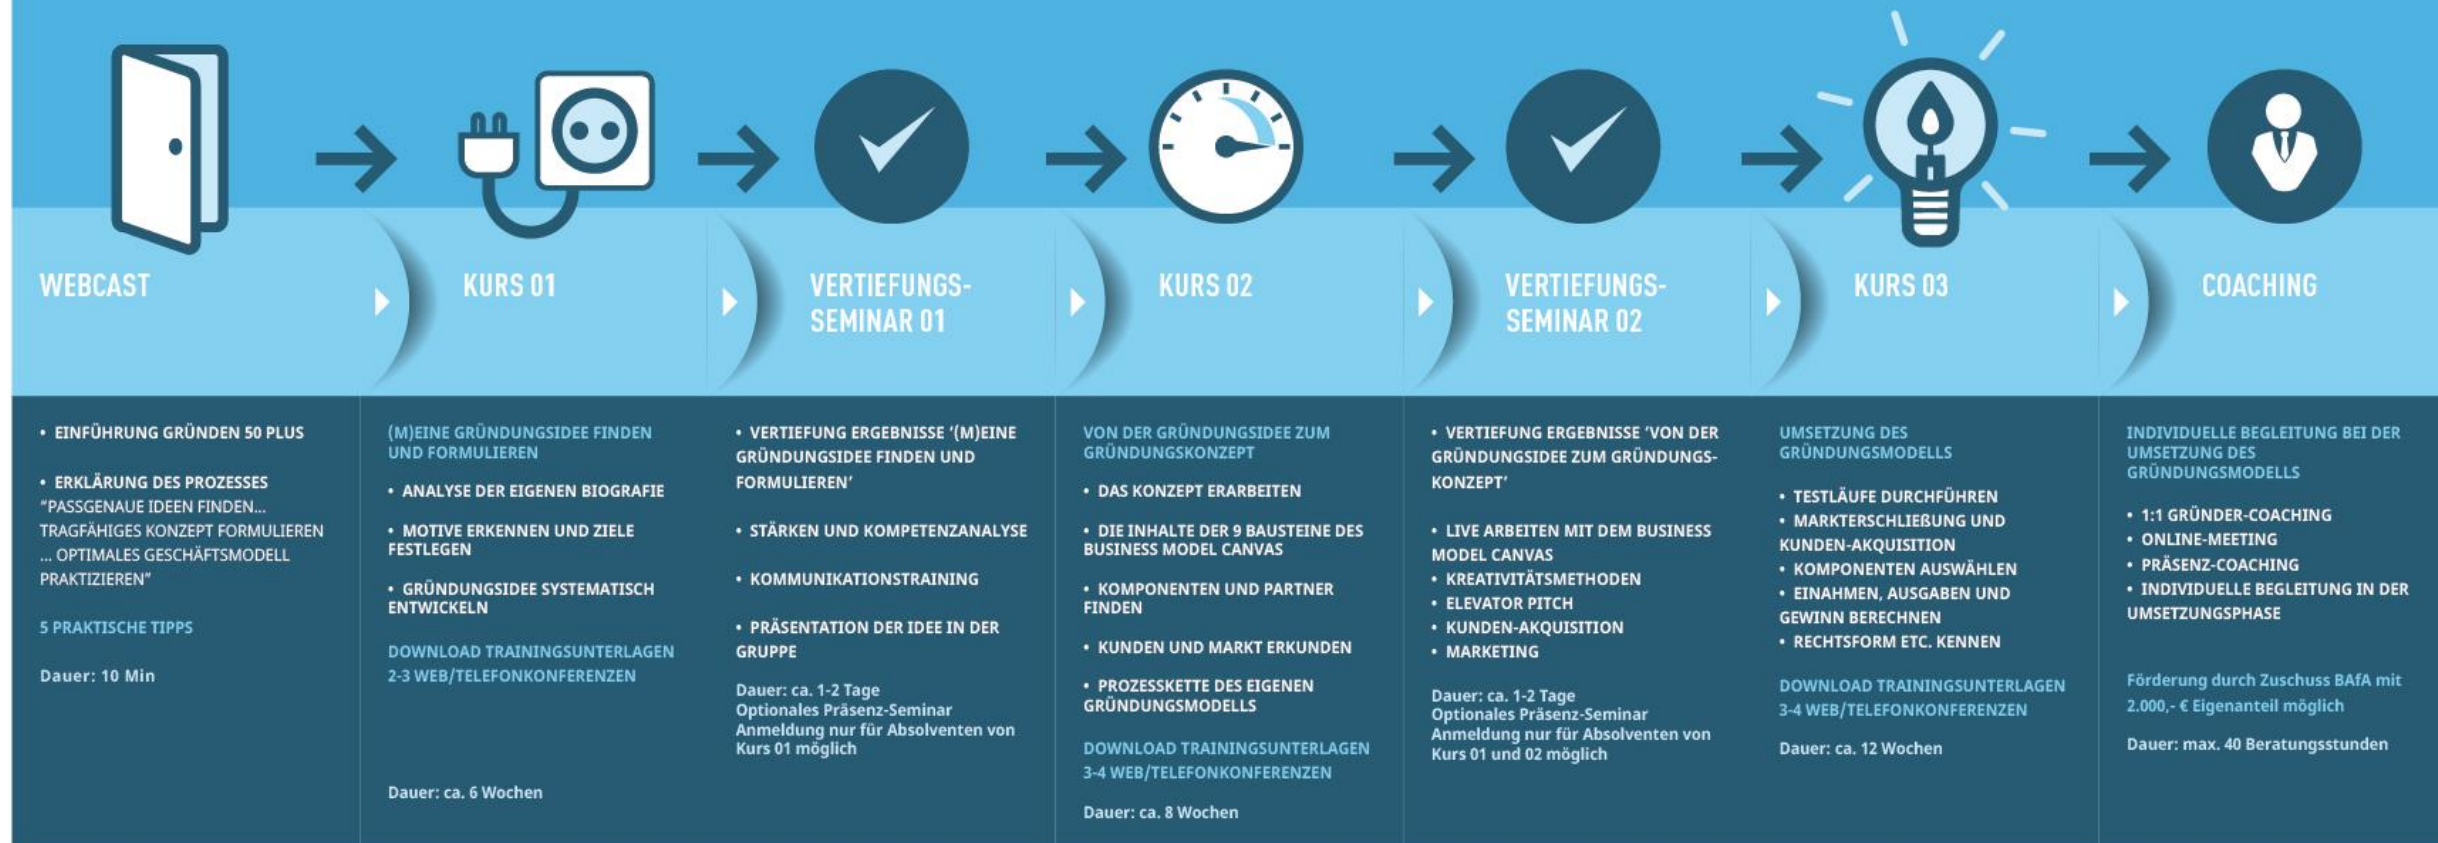 WEBCAST
• EINFÜHRUNG GRÜNDEN 50 PLUS
• ERKLÄRUNG DES PROZESSES
“PASSGENAUE IDEEN FINDEN...
TRAGFÄHIGES KONZEPT FORMULIEREN
... OPTIMALES GESCHÄFTSMODELL
PRAKTIZIEREN”
5 PRAKTISCHE TIPPS
Dauer: 10 Min
KURS 01
(M)EINE GRÜNDUNGSIDEE FINDEN
UND FORMULIEREN
• ANALYSE DER EIGENEN BIOGRAFIE
• MOTIVE ERKENNEN UND ZIELE
FESTLEGEN
• GRÜNDUNGSIDEE SYSTEMATISCH
ENTWICKELN
DOWNLOAD TRAININGSUNTERLAGEN
2-3 WEB/TELEFONKONFERENZEN
Dauer: ca. 6 Wochen
VERTIEFUNGS-
SEMINAR 01
• VERTIEFUNG ERGEBNISSE ‘(M)EINE
GRÜNDUNGSIDEE FINDEN UND
FORMULIEREN’
• STÄRKEN UND KOMPETENZANALYSE
• KOMMUNIKATIONSTRAINING
• PRÄSENTATION DER IDEE IN DER
GRUPPE
Dauer: ca. 1-2 Tage
Optionales Präsenz-Seminar
Anmeldung nur für Absolventen von
Kurs 01 möglich
KURS 02
VON DER GRÜNDUNGSIDEE ZUM
GRÜNDUNGSKONZEPT
• DAS KONZEPT ERARBEITEN
• DIE INHALTE DER 9 BAUSTEINE DES
BUSINESS MODEL CANVAS
• KOMPONENTEN UND PARTNER
FINDEN
• KUNDEN UND MARKT ERKUNDEN
• PROZESSKETTE DES EIGENEN
GRÜNDUNGSMODELLS
DOWNLOAD TRAININGSUNTERLAGEN
3-4 WEB/TELEFONKONFERENZEN
Dauer: ca. 8 Wochen
VERTIEFUNGS-
SEMINAR 02
• VERTIEFUNG ERGEBNISSE ‘VON DER
GRÜNDUNGSIDEE ZUM GRÜNDUNGS-
KONZEPT’
• LIVE ARBEITEN MIT DEM BUSINESS
MODEL CANVAS
• KREATIVITÄTSMETHODEN
• ELEVATOR PITCH
• KUNDEN-AKQUISITION
• MARKETING
Dauer: ca. 1-2 Tage
Optionales Präsenz-Seminar
Anmeldung nur für Absolventen von
Kurs 01 und 02 möglich
KURS 03
UMSETZUNG DES
GRÜNDUNGSMODELLS
• TESTLÄUFE DURCHFÜHREN
• MARKTERSCHLIEßUNG UND
KUNDEN-AKQUISITION
• KOMPONENTEN AUSWÄHLEN
• EINAHMEN, AUSGABEN UND
GEWINN BERECHNEN
• RECHTSFORM ETC. KENNEN
DOWNLOAD TRAININGSUNTERLAGEN
3-4 WEB/TELEFONKONFERENZEN
Dauer: ca. 12 Wochen
COACHING
INDIVIDUELLE BEGLEITUNG BEI DER
UMSETZUNG DES
GRÜNDUNGSMODELLS
• 1:1 GRÜNDER-COACHING
• ONLINE-MEETING
• PRÄSENZ-COACHING
• INDIVIDUELLE BEGLEITUNG IN DER
UMSETZUNGSPHASE
Förderung durch Zuschuss BAfA mit
2.000,- € Eigenanteil möglich
Dauer: max. 40 Beratungsstunden